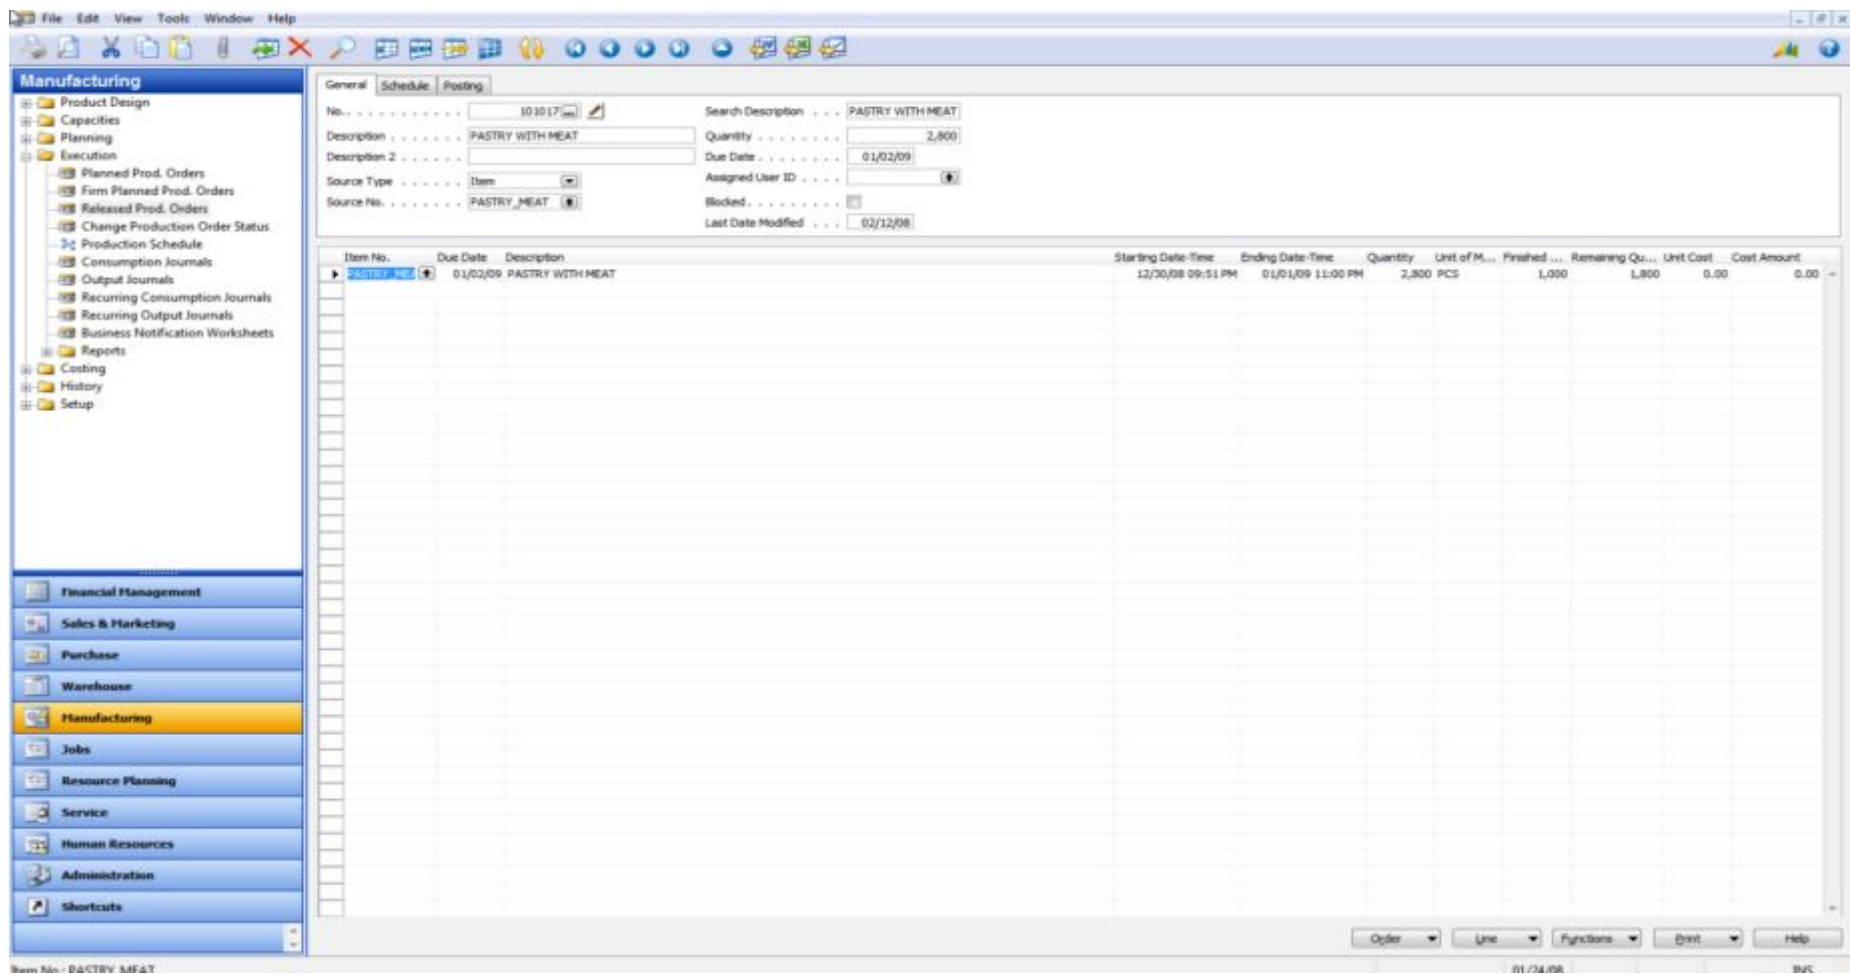 File Edit View Tools Window Help
Manufacturing
Product Design
Capacities
Planning
Execution
Planned Prod. Orders
Firm Planned Prod. Orders
Released Prod. Orders
Change Production Order Status
Production Schedule
Consumption Journals
Output Journals
Recurring Consumption Journals
Recurring Output Journals
Business Notification Worksheets
Reports
Costing
History
Setup
Financial Management
Sales & Marketing
Purchase
Warehouse
Manufacturing
Jobs
Resource Planning
Service
Human Resources
Administration
Shortcuts
General Schedule Posting
No. . . . . . . . . . . . 101017
Description . . . . . . . PASTRY WITH MEAT
Description 2 . . . . . .
Source Type . . . . . . Item
Source No. . . . . . . . PASTRY_MEAT
Search Description . . . PASTRY WITH MEAT
Quantity . . . . . . . . 2,800
Due Date . . . . . . . . 01/02/09
Assigned User ID . . . .
Blocked . . . . . . . . .
Last Date Modified . . . 02/12/08
Item No. Due Date Description Starting Date-Time Ending Date-Time Quantity Unit of M... Finished ... Remaining Qu... Unit Cost Cost Amount
PASTRY_MEA 01/02/09 PASTRY WITH MEAT 12/30/08 09:51 PM 01/01/09 11:00 PM 2,800 PCS 1,000 1,800 0.00 0.00
Order Line Functions Print Help
Item No.: PASTRY_MEAT 01/24/08 INS